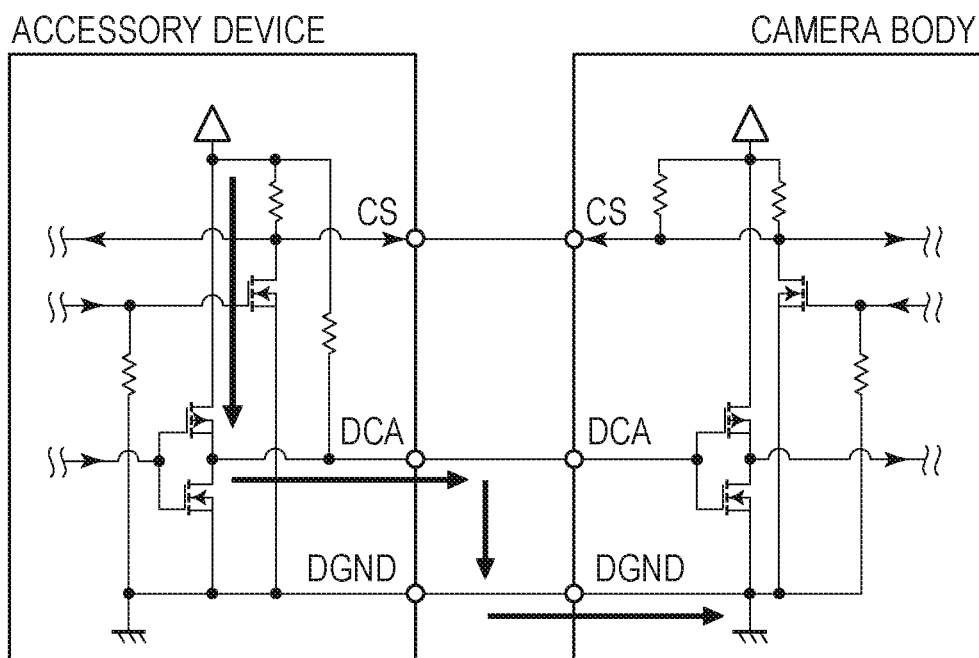 ACCESSORY DEVICE
CAMERA BODY
CS
CS
DCA
DCA
DGND
DGND